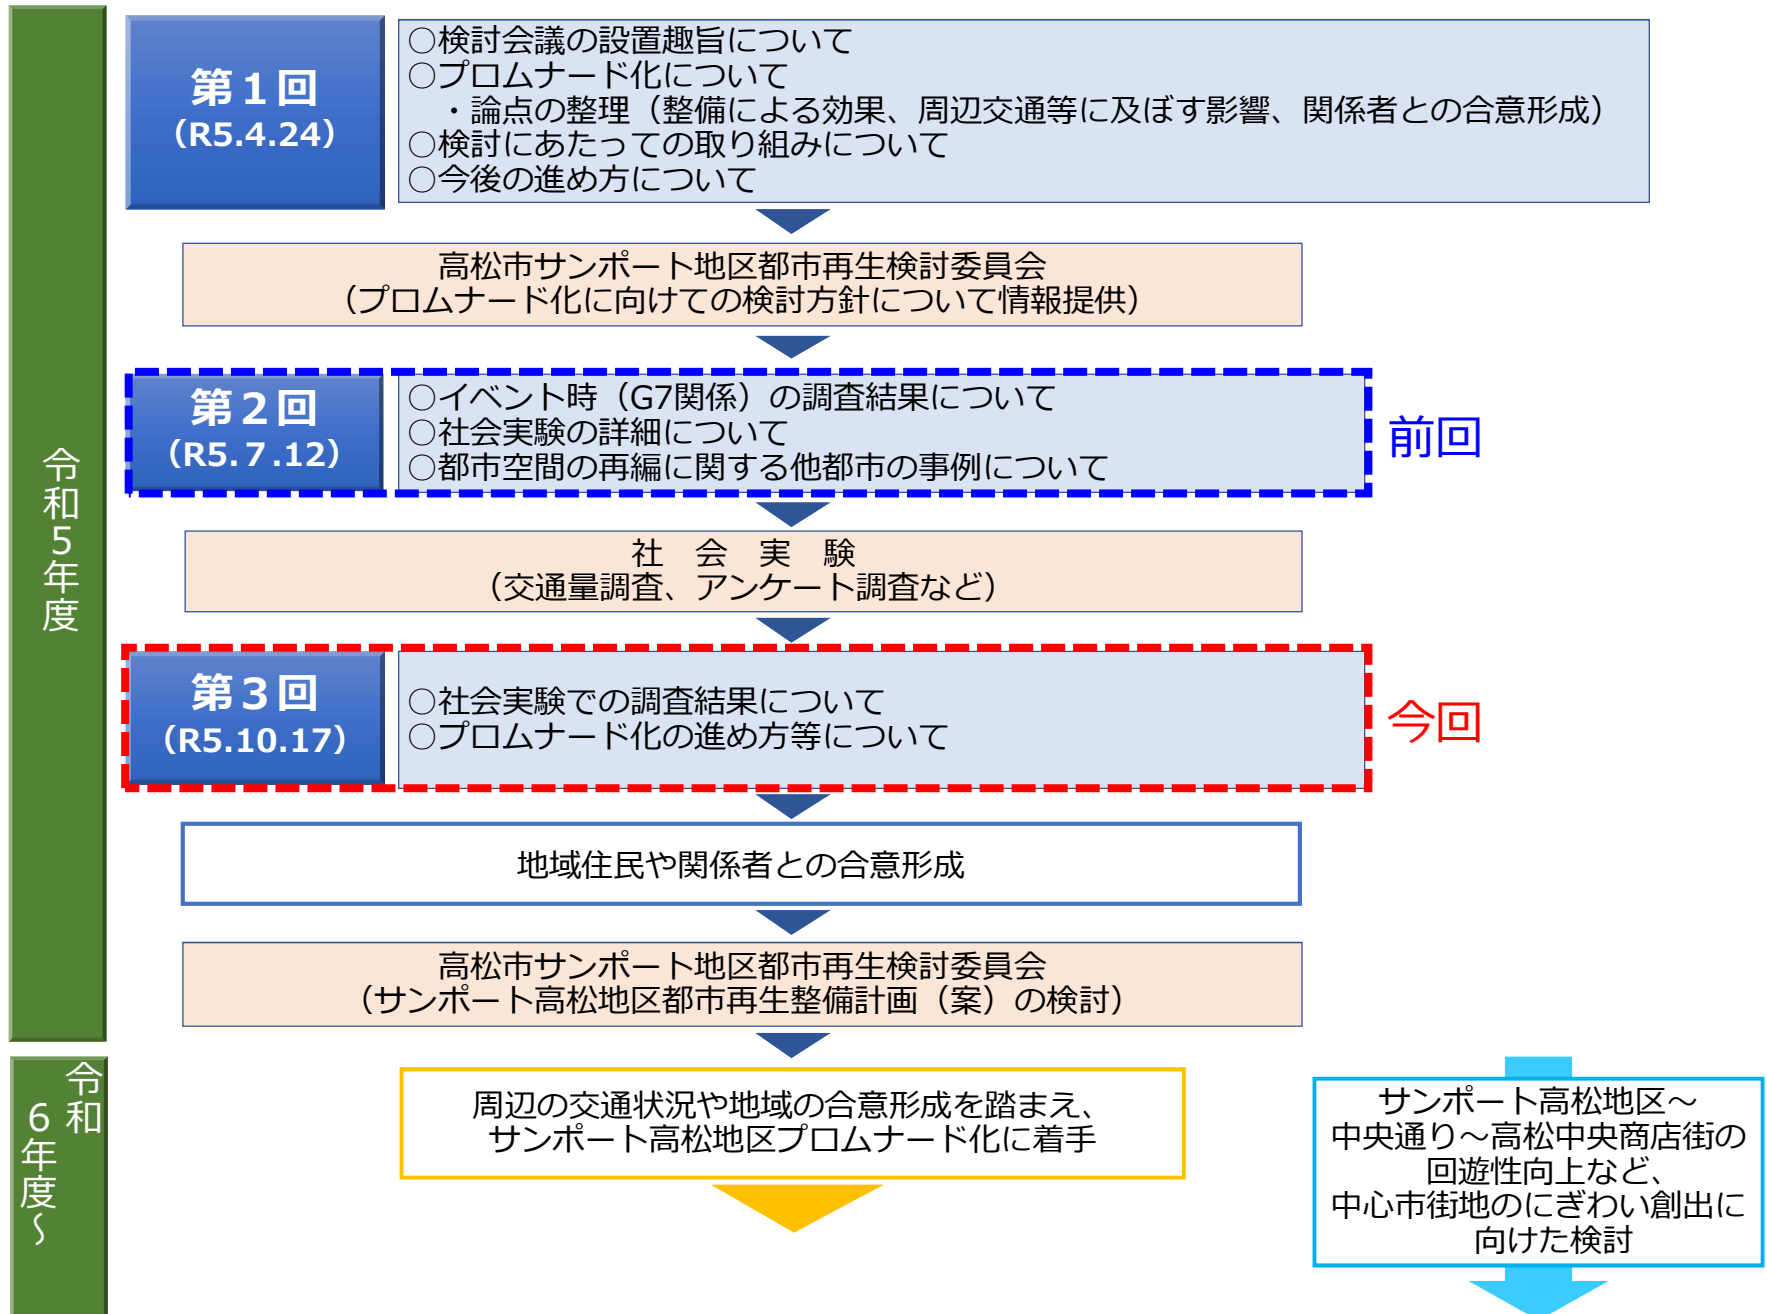 令和５年度
第１回
（R5.4.24）
○検討会議の設置趣旨について
○プロムナード化について
・論点の整理（整備による効果、周辺交通等に及ぼす影響、関係者との合意形成）
○検討にあたっての取り組みについて
○今後の進め方について
高松市サンポート地区都市再生検討委員会
（プロムナード化に向けての検討方針について情報提供）
第２回
（R5.７.12）
○イベント時（G7関係）の調査結果について
○社会実験の詳細について
○都市空間の再編に関する他都市の事例について
前回
社　会　実　験
（交通量調査、アンケート調査など）
第３回
（R5.10.17）
○社会実験での調査結果について
○プロムナード化の進め方等について
今回
地域住民や関係者との合意形成
高松市サンポート地区都市再生検討委員会
（サンポート高松地区都市再生整備計画（案）の検討）
令和
６年度～
周辺の交通状況や地域の合意形成を踏まえ、
サンポート高松地区プロムナード化に着手
サンポート高松地区～
中央通り～高松中央商店街の
回遊性向上など、
中心市街地のにぎわい創出に
向けた検討